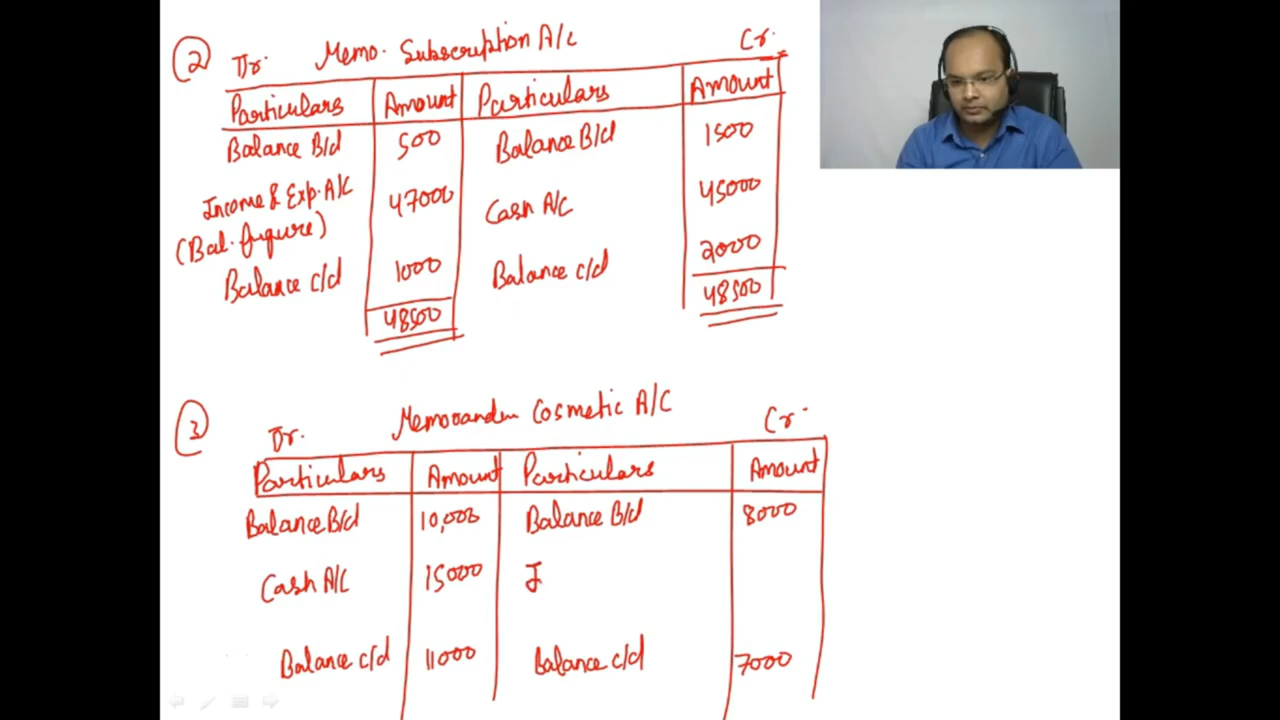 2
Dr. Memo. Subscription A/c Cr.
Particulars Amount Particulars Amount
Balance B/d 500 Balance B/d 1500
Income & Exp. A/c 47000 Cash A/c 45000
(Bal. figure)
Balance c/d 1000 Balance c/d 2000
48500 48500
3
Dr. Memorandum Cosmetic A/c Cr.
Particulars Amount Particulars Amount
Balance B/d 10,000 Balance B/d 8000
Cash A/c 15000 I
Balance c/d 11000 Balance c/d 7000